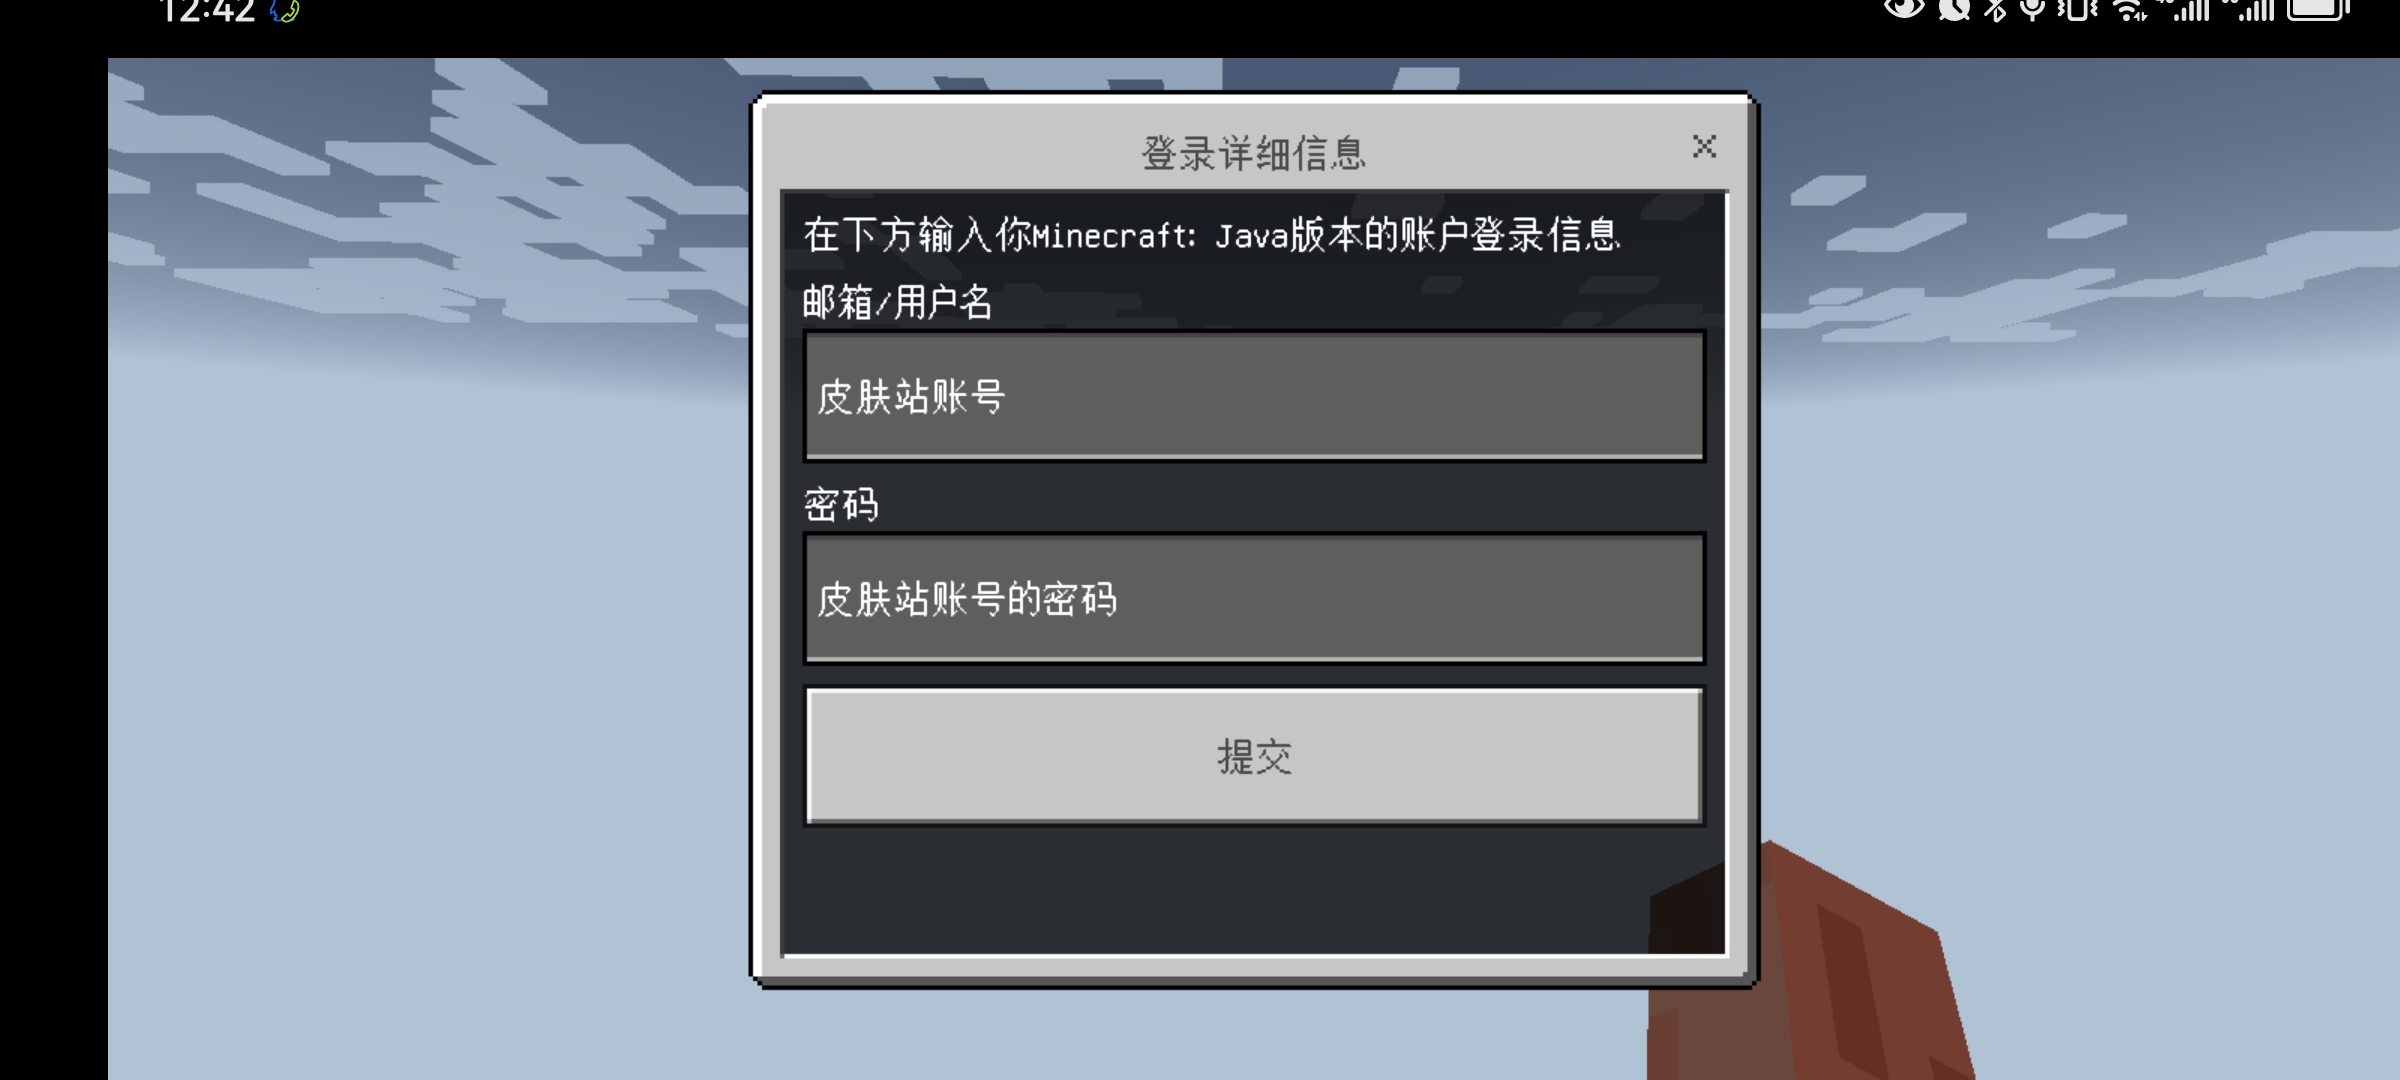 12:42
登录详细信息
在下方输入你Minecraft: Java版本的账户登录信息
邮箱/用户名
皮肤站账号
密码
皮肤站账号的密码
提交